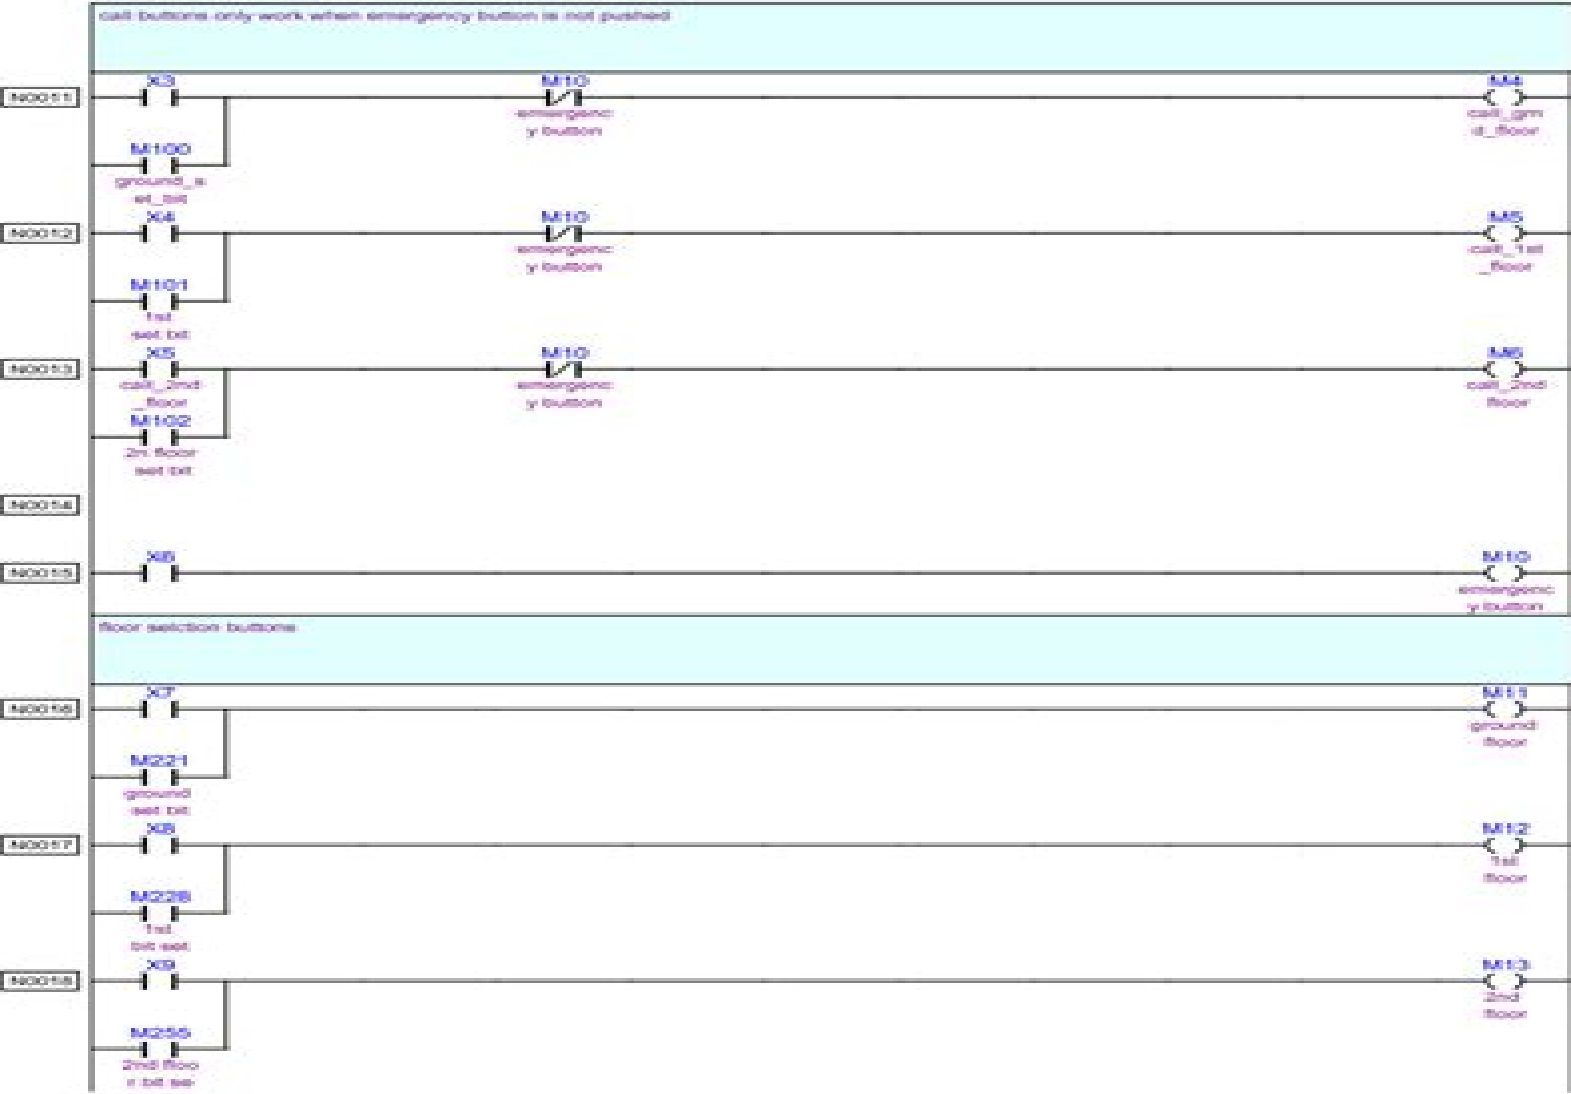 call buttons only work when emergency button is not pushed
X3 M10 M4
N0011
emergenc call_grn
y button d_floor
M100
ground_s
et_bit
X4 M10 M5
N0012
emergenc call_1st
y button _floor
M101
1st
set bit
X5 M10 M6
N0013
call_2nd emergenc call_2nd
_floor y button floor
M102
2n floor
set bit
N0014
X6 M10
N0015
emergenc
y button
floor selction buttons
X7 M11
N0016
ground
floor
M221
ground
set bit
X8 M12
N0017
1st
floor
M228
1st
bit set
X9 M13
N0018
2nd
floor
M255
2nd floo
r bit se